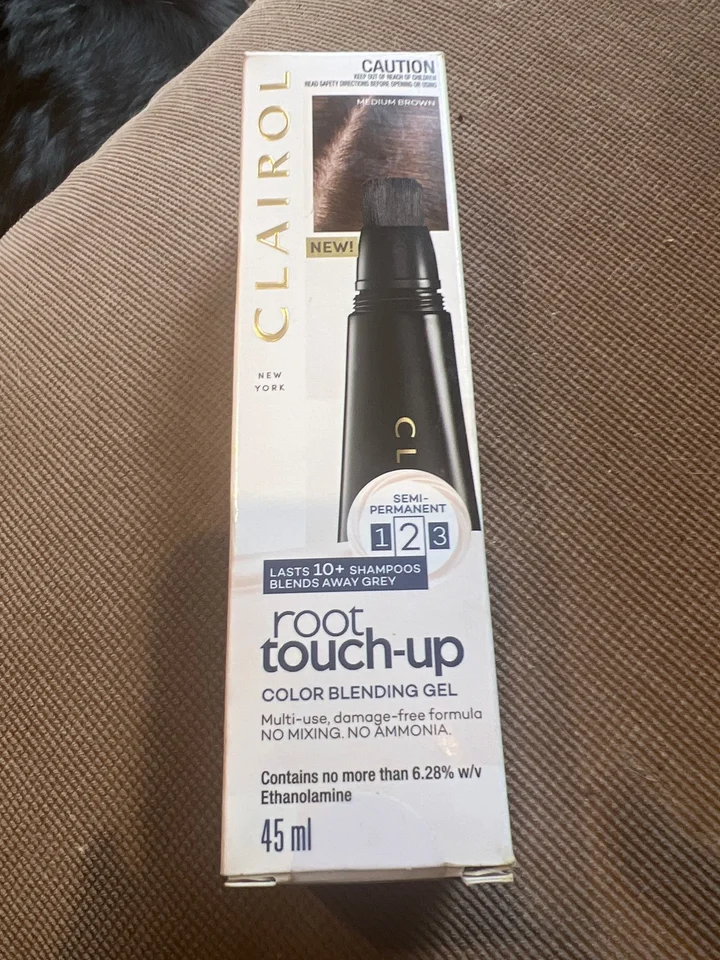 CAUTION
KEEP OUT OF REACH OF CHILDREN
READ SAFETY DIRECTIONS BEFORE OPENING OR USING
MEDIUM BROWN
CLAIROL
NEW!
NEW
YORK
CL
SEMI-
PERMANENT
1 2 3
LASTS 10+ SHAMPOOS
BLENDS AWAY GREY
root
touch-up
COLOR BLENDING GEL
Multi-use, damage-free formula
NO MIXING. NO AMMONIA.
Contains no more than 6.28% w/v
Ethanolamine
45 ml